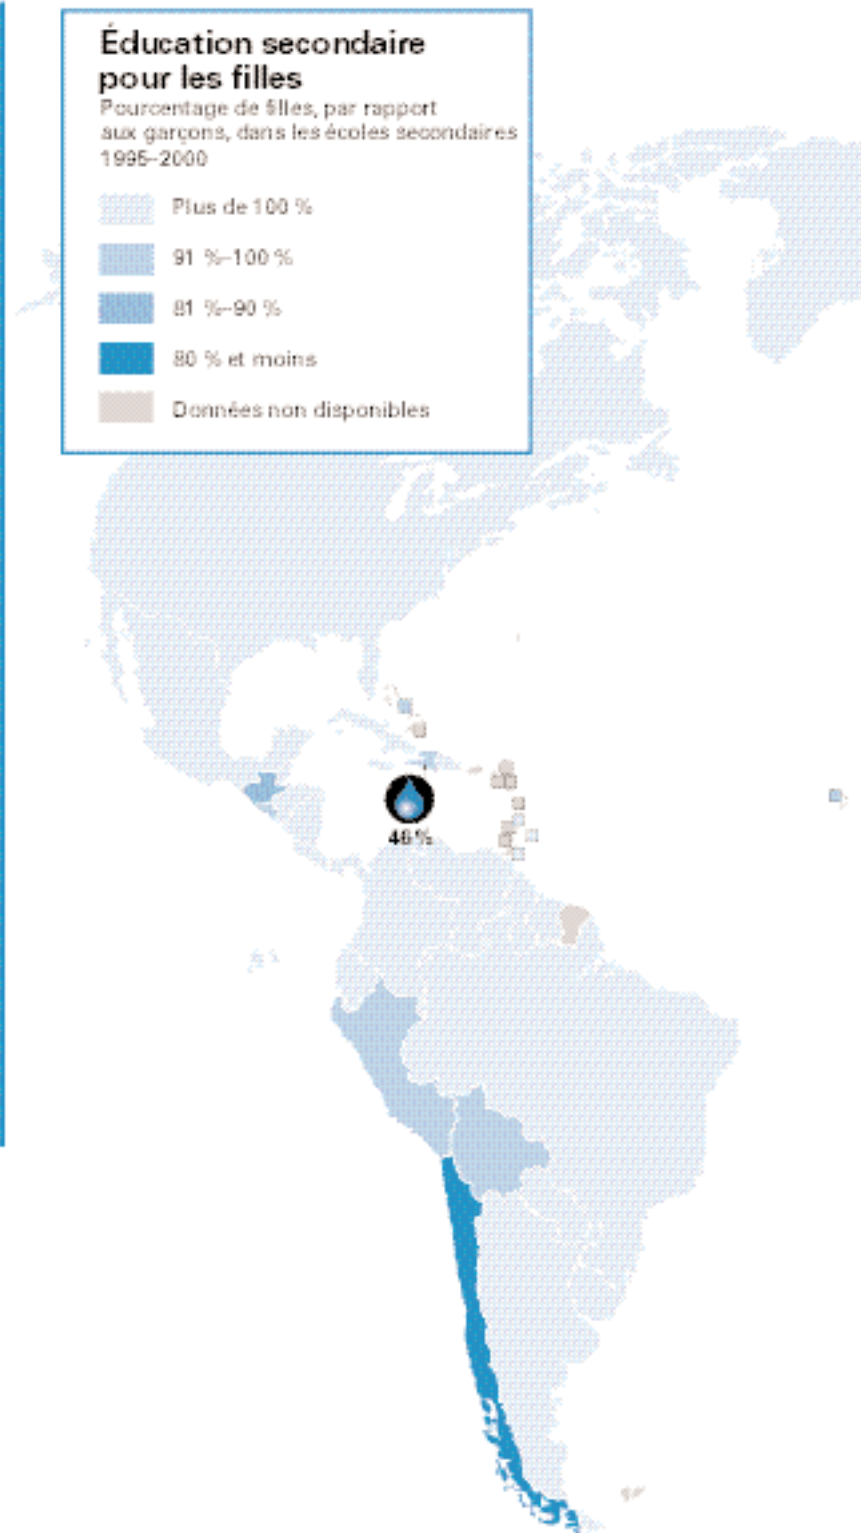 Éducation secondaire
pour les filles
Pourcentage de filles, par rapport
aux garçons, dans les écoles secondaires
1995–2000
Plus de 100 %
91 %–100 %
81 %–90 %
80 % et moins
Données non disponibles
46 %